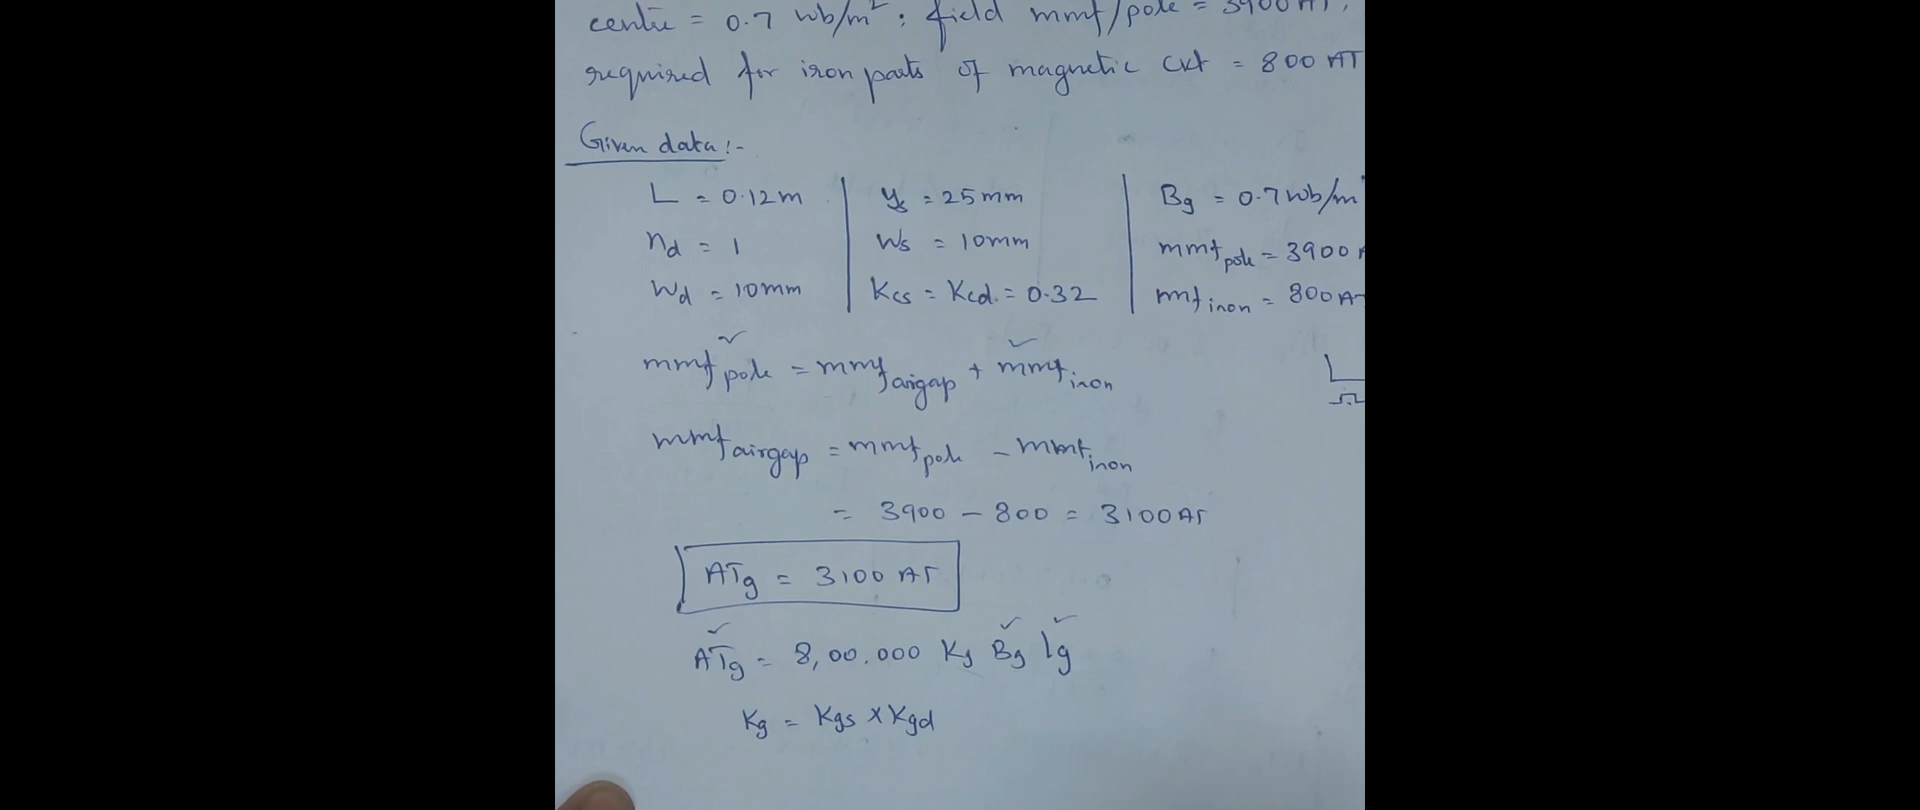 centre = 0.7 wb/m²; field mmf/pole = 3900 AT,
required for iron parts of magnetic ckt = 800 AT
Given data:-
L = 0.12m
nd = 1
Wd = 10mm
ys = 25mm
Ws = 10mm
Kcs = Kcd = 0.32
Bg = 0.7 wb/m
mmf pole = 3900 A
mmf iron = 800 AT
mmf pole = mmf airgap + mmf iron
mmf airgap = mmf pole - mmf iron
= 3900 - 800 = 3100 AT
ATg = 3100 AT
ATg = 8,00,000 Kg Bg lg
Kg = Kgs x Kgd